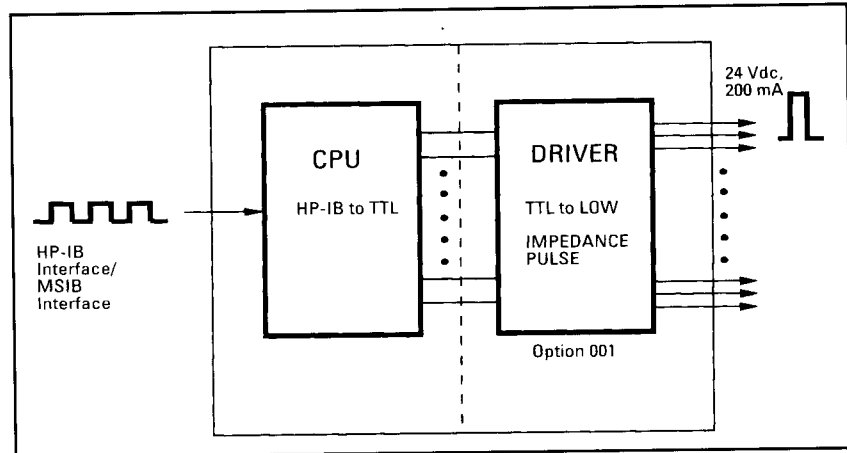 24 Vdc,
200 mA
CPU
HP-IB to TTL
DRIVER
TTL to LOW
IMPEDANCE
PULSE
HP-IB
Interface/
MSIB
Interface
Option 001